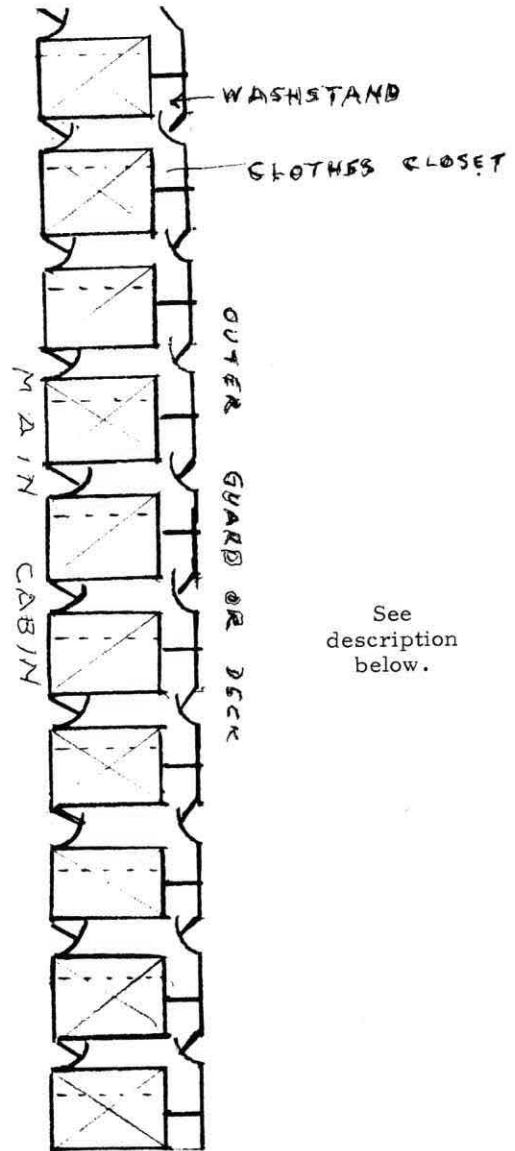 WASHSTAND
CLOTHES CLOSET
OUTER GUARD OR DECK
MAIN CABIN
See
description
below.